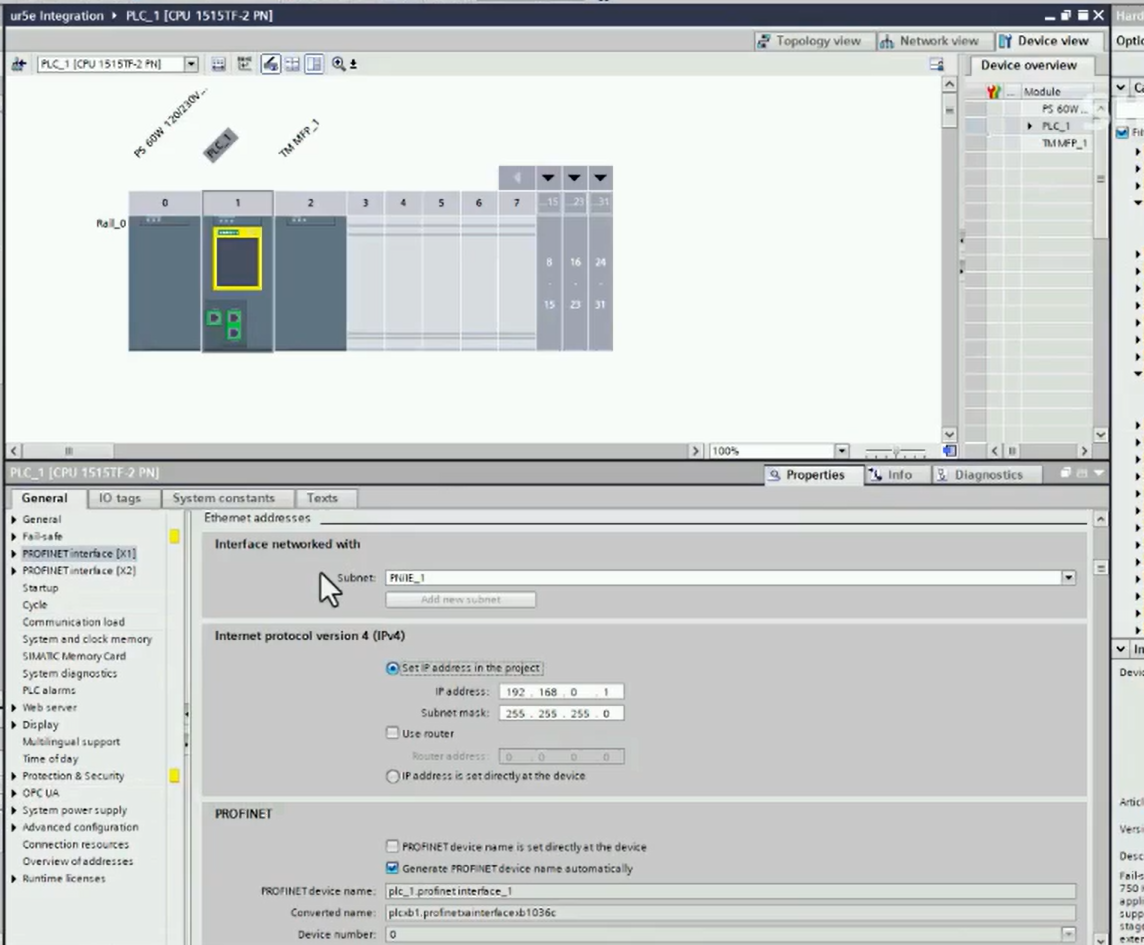 ur5e Integration ▸ PLC_1 [CPU 1515TF-2 PN]
Hard
Topology view
Network view
Device view
Optio
PLC_1 [CPU 1515TF-2 PN]
Device overview
... Module
PS 60W ...
PLC_1
TM MFP_1
PS 60W 120/230V...
PLC_1
TM MFP_1
0 1 2 3 4 5 6 7 ...15 ...23 ...31
Rail_0
8 16 24
15 23 31
100%
PLC_1 [CPU 1515TF-2 PN]
Properties
Info
Diagnostics
General
IO tags
System constants
Texts
General
Fail-safe
PROFINET interface [X1]
PROFINET interface [X2]
Startup
Cycle
Communication load
System and clock memory
SIMATIC Memory Card
System diagnostics
PLC alarms
Web server
Display
Multilingual support
Time of day
Protection & Security
OPC UA
System power supply
Advanced configuration
Connection resources
Overview of addresses
Runtime licenses
Ethernet addresses
Interface networked with
Subnet: PN/IE_1
Add new subnet
Internet protocol version 4 (IPv4)
Set IP address in the project
IP address: 192 . 168 . 0 . 1
Subnet mask: 255 . 255 . 255 . 0
Use router
Router address: 0 . 0 . 0 . 0
IP address is set directly at the device
PROFINET
PROFINET device name is set directly at the device
Generate PROFINET device name automatically
PROFINET device name: plc_1.profinet interface_1
Converted name: plcxb1.profinetxainterfacexb1036c
Device number: 0
In
Devic
Articl
Versi
Desc
Fail-s
750 K
appli
supp
stag
exter